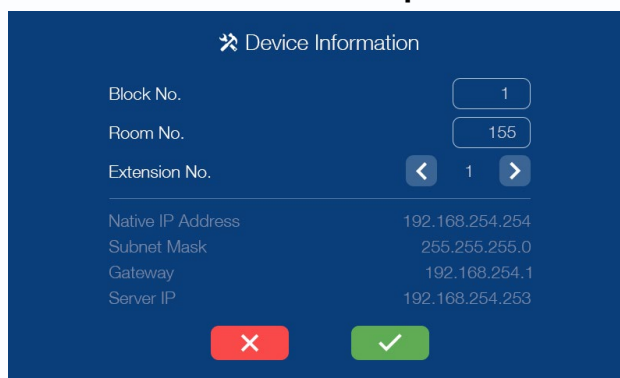 Device Information
Block No. 1
Room No. 155
Extension No. 1
Native IP Address 192.168.254.254
Subnet Mask 255.255.255.0
Gateway 192.168.254.1
Server IP 192.168.254.253